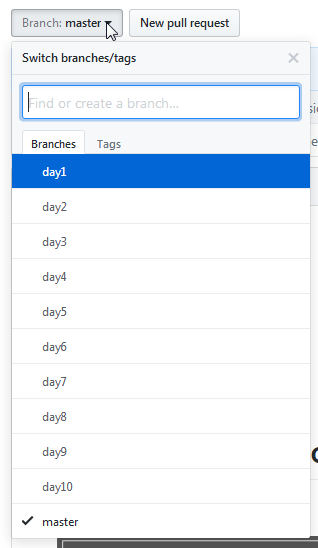 Branch: master
New pull request
Switch branches/tags
Find or create a branch...
Branches
Tags
day1
day2
day3
day4
day5
day6
day7
day8
day9
day10
master